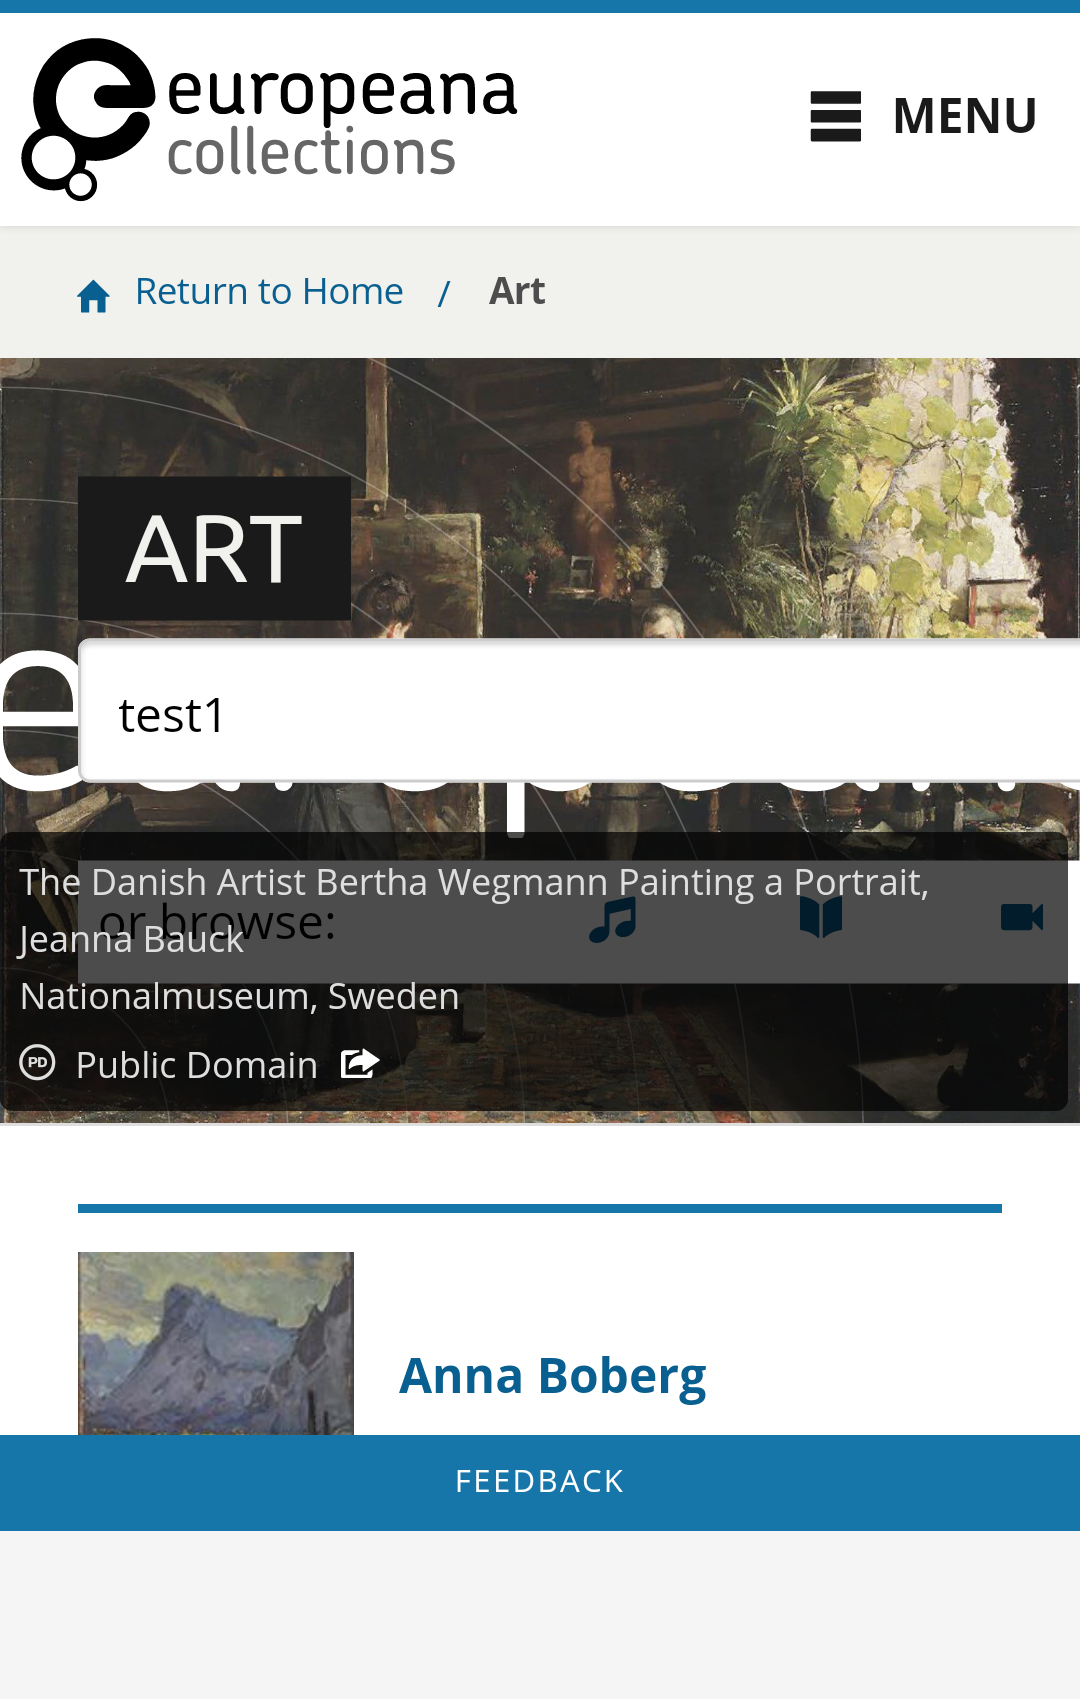 europeana
collections
MENU
Return to Home / Art
ART
test1
The Danish Artist Bertha Wegmann Painting a Portrait,
or browse:
Jeanna Bauck
Nationalmuseum, Sweden
PD Public Domain
Anna Boberg
FEEDBACK